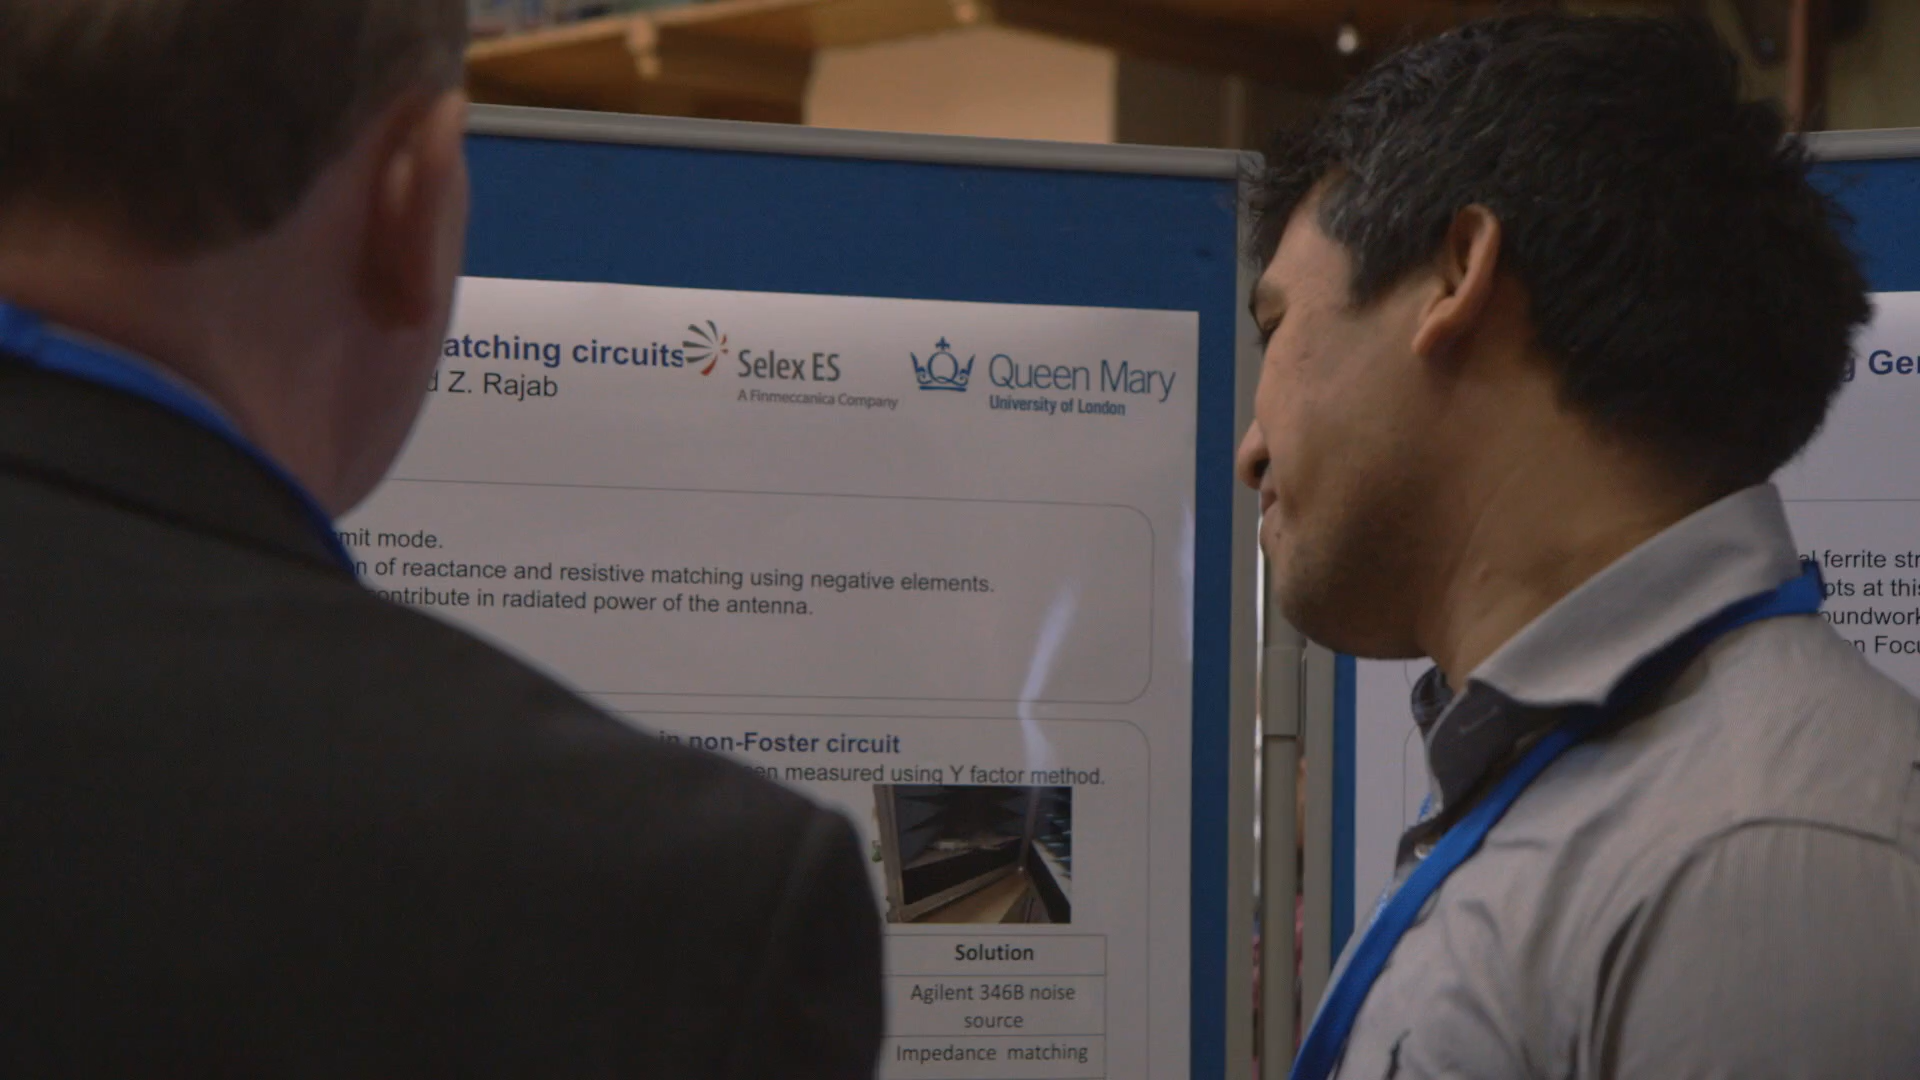 atching circuits
Z. Rajab
Selex ES
A Finmeccanica Company
Queen Mary
University of London
mit mode.
n of reactance and resistive matching using negative elements.
ontribute in radiated power of the antenna.
in non-Foster circuit
en measured using Y factor method.
Solution
Agilent 346B noise
source
Impedance matching
g Ger
al ferrite str
pts at this
oundwork
n Focu